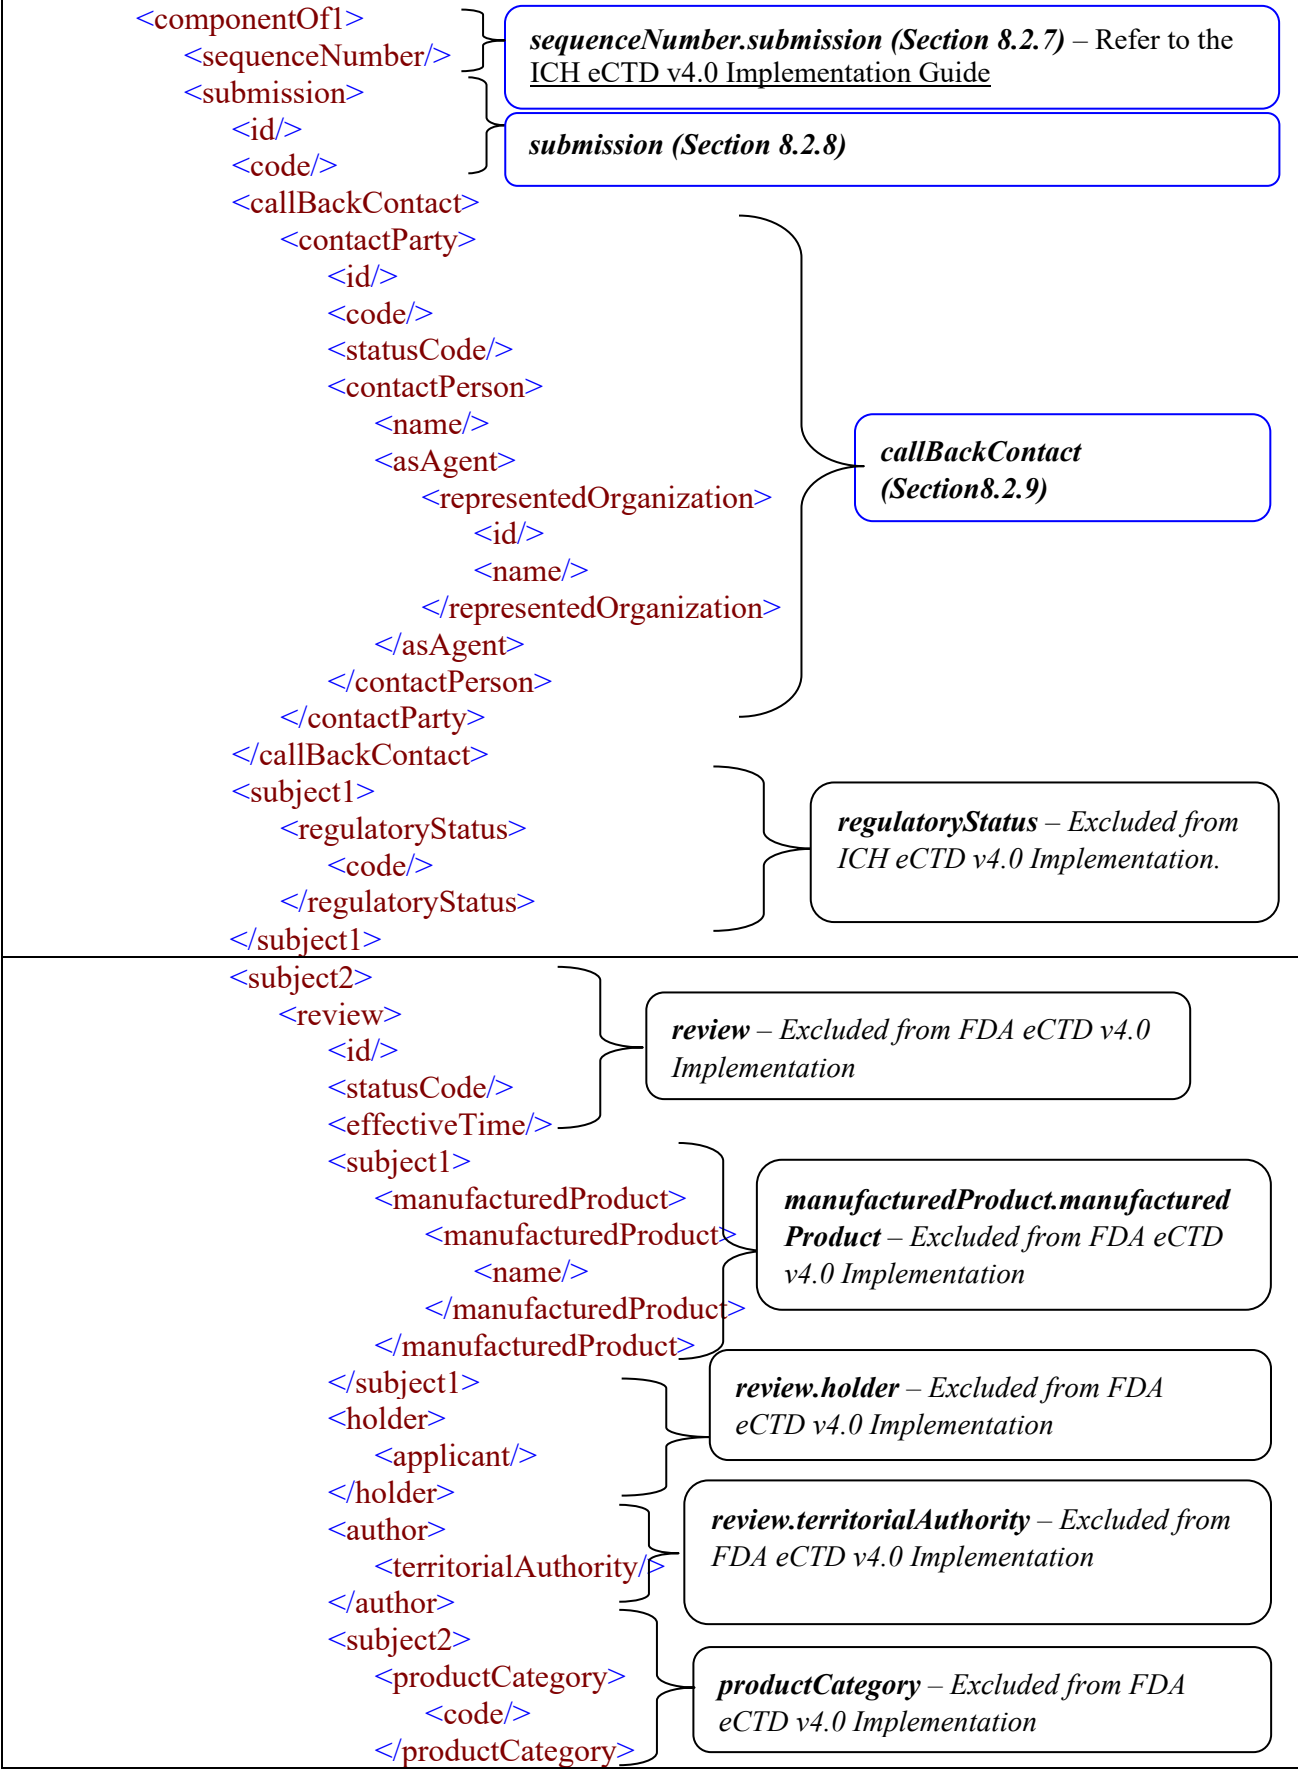 <componentOf1>
<sequenceNumber/>
sequenceNumber.submission (Section 8.2.7) – Refer to the
ICH eCTD v4.0 Implementation Guide
<submission>
<id/>
<code/>
submission (Section 8.2.8)
<callBackContact>
<contactParty>
<id/>
<code/>
<statusCode/>
<contactPerson>
<name/>
<asAgent>
<representedOrganization>
<id/>
<name/>
</representedOrganization>
</asAgent>
</contactPerson>
</contactParty>
</callBackContact>
callBackContact
(Section8.2.9)
<subject1>
<regulatoryStatus>
<code/>
</regulatoryStatus>
</subject1>
regulatoryStatus – Excluded from
ICH eCTD v4.0 Implementation.
<subject2>
<review>
<id/>
<statusCode/>
<effectiveTime/>
review – Excluded from FDA eCTD v4.0
Implementation
<subject1>
<manufacturedProduct>
<manufacturedProduct>
<name/>
</manufacturedProduct>
</manufacturedProduct>
</subject1>
manufacturedProduct.manufactured
Product – Excluded from FDA eCTD
v4.0 Implementation
<holder>
<applicant/>
</holder>
review.holder – Excluded from FDA
eCTD v4.0 Implementation
<author>
<territorialAuthority/>
</author>
review.territorialAuthority – Excluded from
FDA eCTD v4.0 Implementation
<subject2>
<productCategory>
<code/>
</productCategory>
productCategory – Excluded from FDA
eCTD v4.0 Implementation